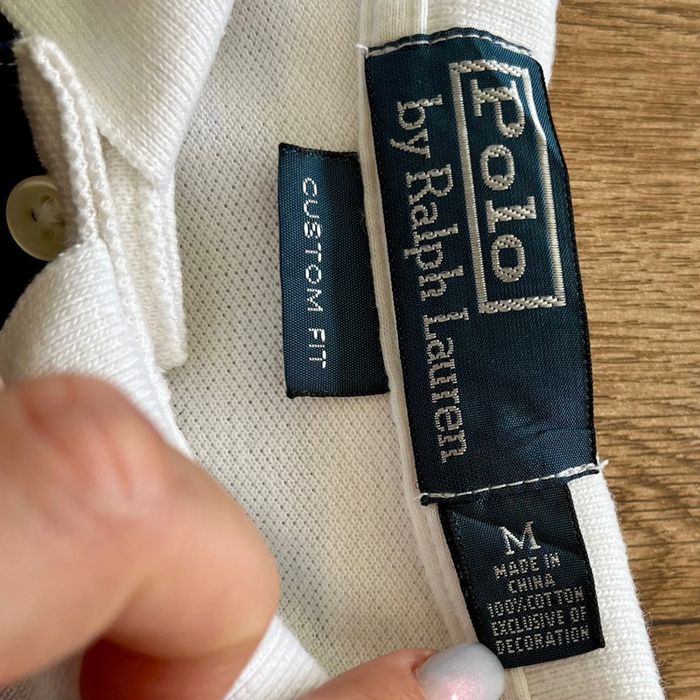 Polo
by Ralph Lauren
CUSTOM FIT
M
MADE IN
CHINA
100%COTTON
EXCLUSIVE OF
DECORATION